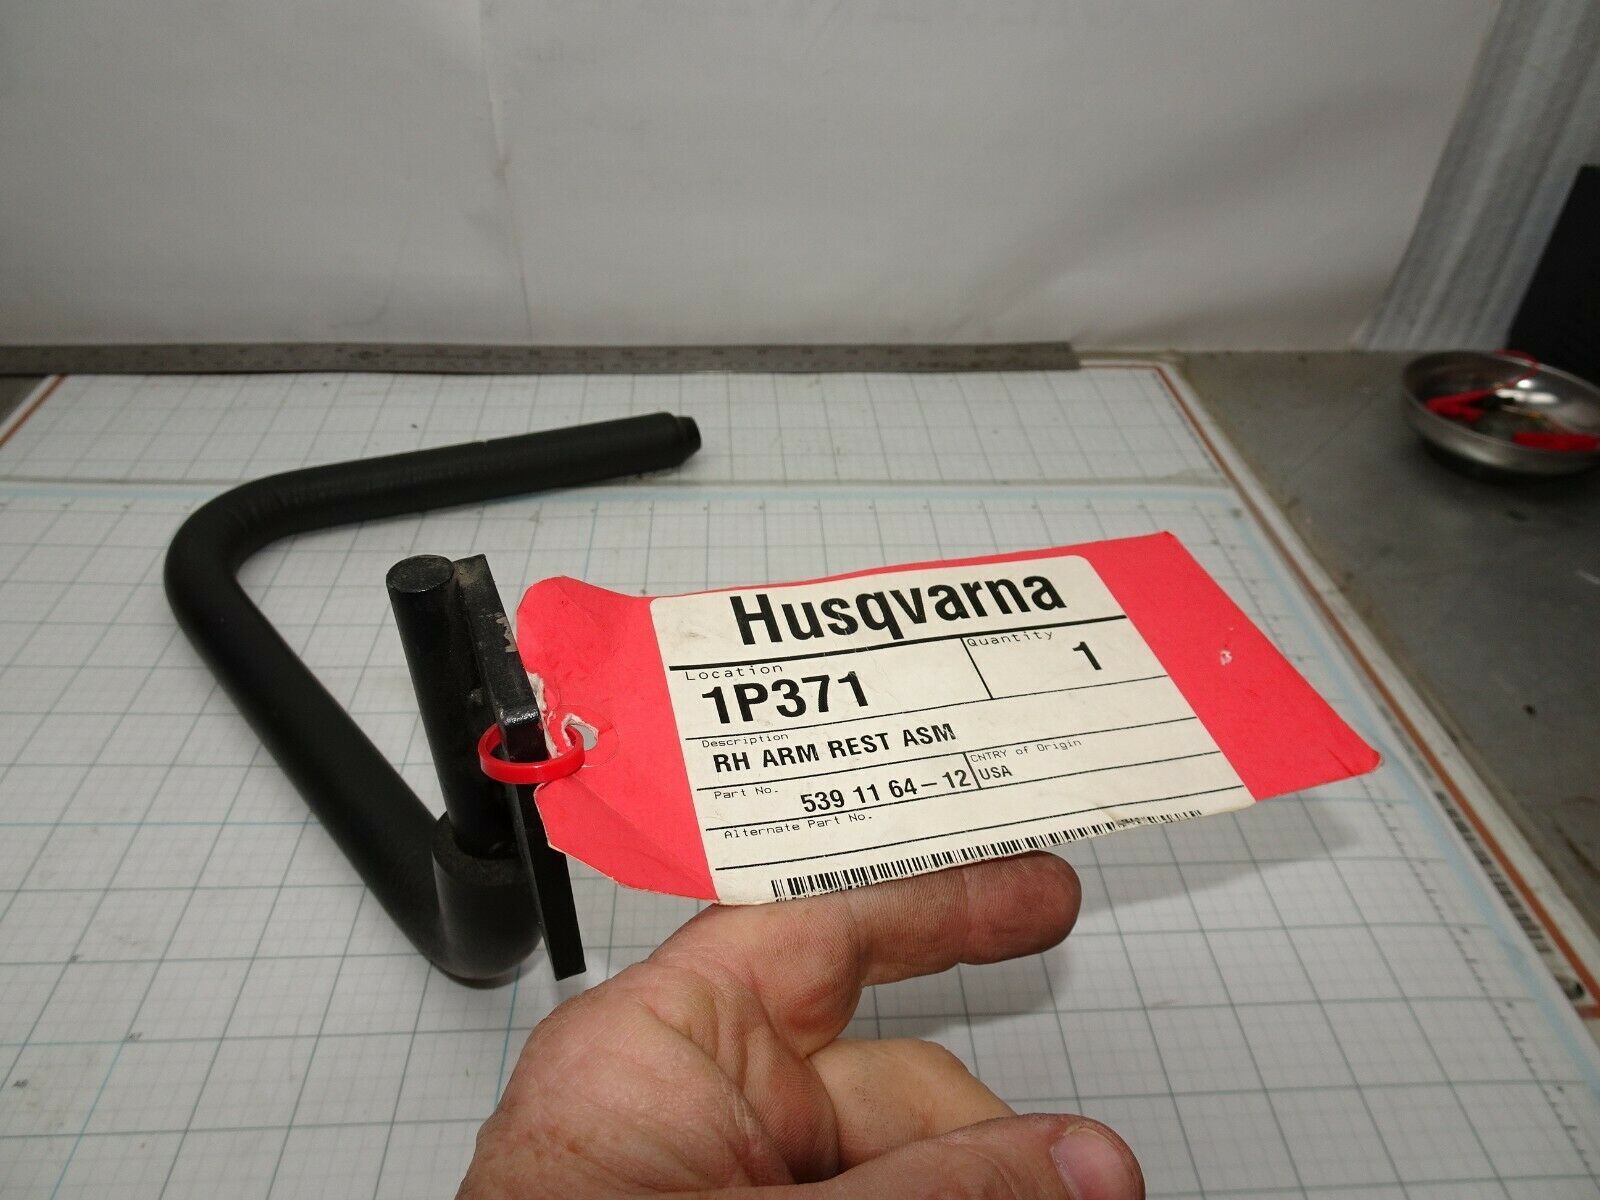 Husqvarna
Location
Quantity
1P371
1
Description
RH ARM REST ASM
Part No.
539 11 64-12
CNTRY of Origin
USA
Alternate Part No.